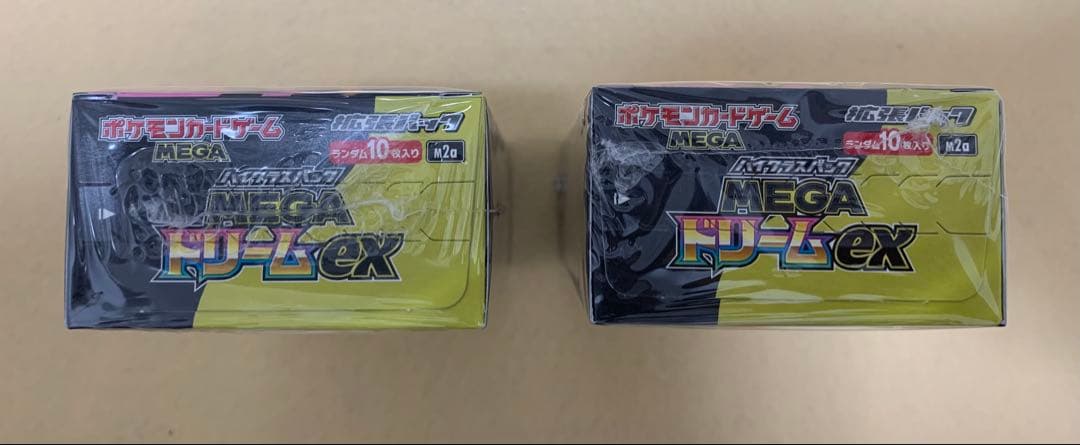 ポケモンカードゲーム
MEGA
拡張パック
ランダム10枚入り
M2a
ハイクラスパック
MEGA
ドリームex
ポケモンカードゲーム
MEGA
拡張パック
ランダム10枚入り
M2a
ハイクラスパック
MEGA
ドリームex